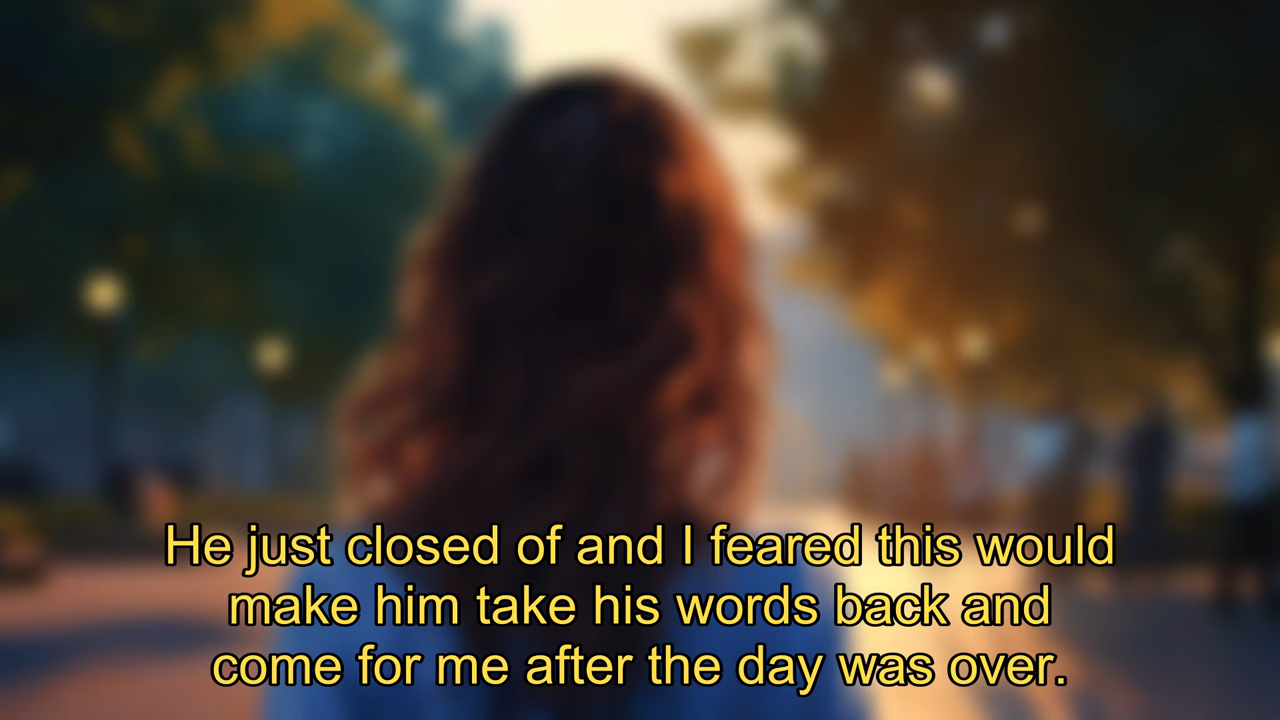 He just closed of and I feared this would
make him take his words back and
come for me after the day was over.